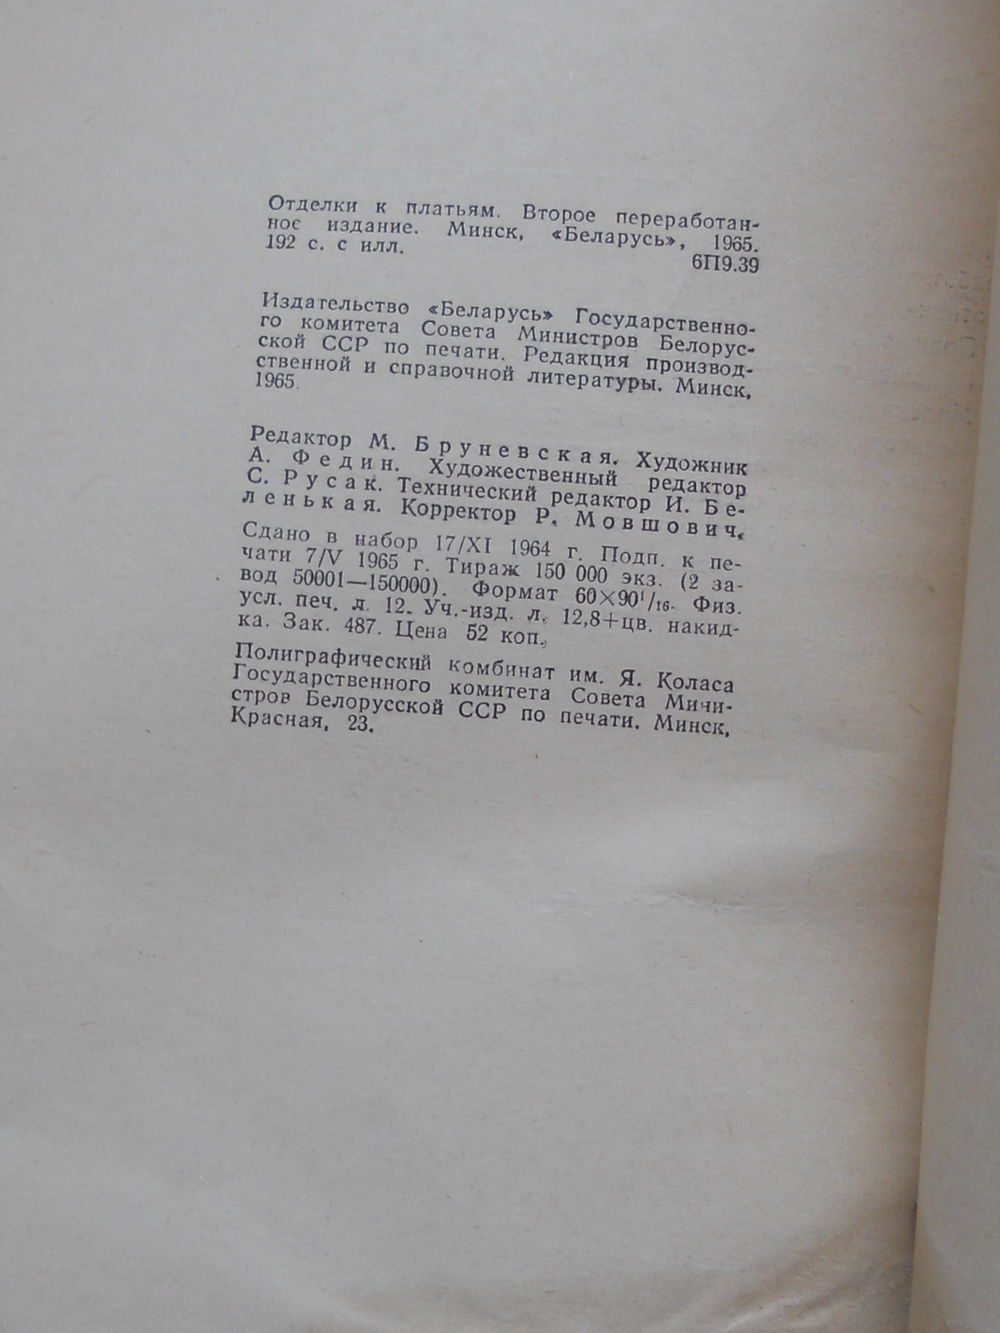 Отделки к платьям. Второе переработан-
ное издание. Минск, «Беларусь», 1965.
192 с. с илл.
6П9.39
Издательство «Беларусь» Государственно-
го комитета Совета Министров Белорус-
ской ССР по печати. Редакция производ-
ственной и справочной литературы. Минск,
1965.
Редактор М. Бруневская. Художник
А. Федин. Художественный редактор
С. Русак. Технический редактор И. Бе-
ленькая. Корректор Р. Мовшович.
Сдано в набор 17/XI 1964 г. Подп. к пе-
чати 7/V 1965 г. Тираж 150 000 экз. (2 за-
вод 50001—150000). Формат 60×90¹/₁₆. Физ.
усл. печ. л. 12. Уч.-изд. л. 12,8+цв. накид-
ка. Зак. 487. Цена 52 коп.
Полиграфический комбинат им. Я. Коласа
Государственного комитета Совета Мичи-
стров Белорусской ССР по печати. Минск,
Красная, 23.